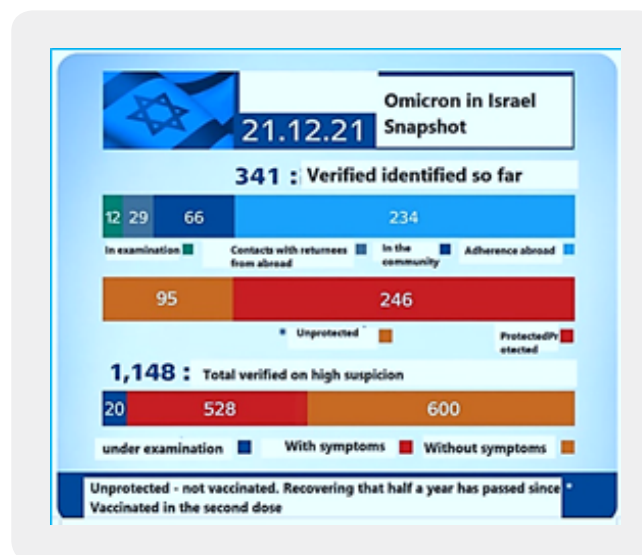 Omicron in Israel
21.12.21 Snapshot
341 : Verified identified so far
12 29 66 234
In examination Contacts with returnees from abroad In the community Adherence abroad
95 246
* Unprotected ProtectedPr otected
1,148 : Total verified on high suspicion
20 528 600
under examination With symptoms Without symptoms
Unprotected - not vaccinated. Recovering that half a year has passed since *
Vaccinated in the second dose